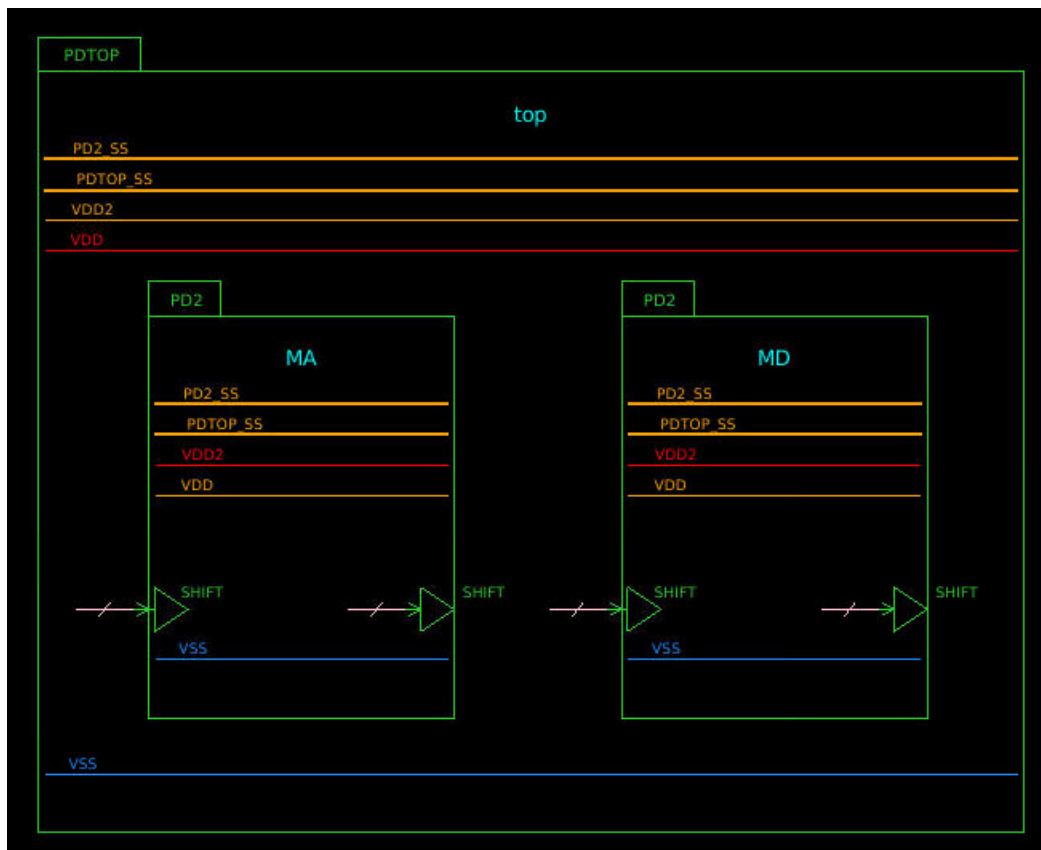 PDTOP
top
PD2_SS
PDTOP_SS
VDD2
VDD
PD2
MA
PD2_SS
PDTOP_SS
VDD2
VDD
SHIFT
SHIFT
VSS
PD2
MD
PD2_SS
PDTOP_SS
VDD2
VDD
SHIFT
SHIFT
VSS
VSS